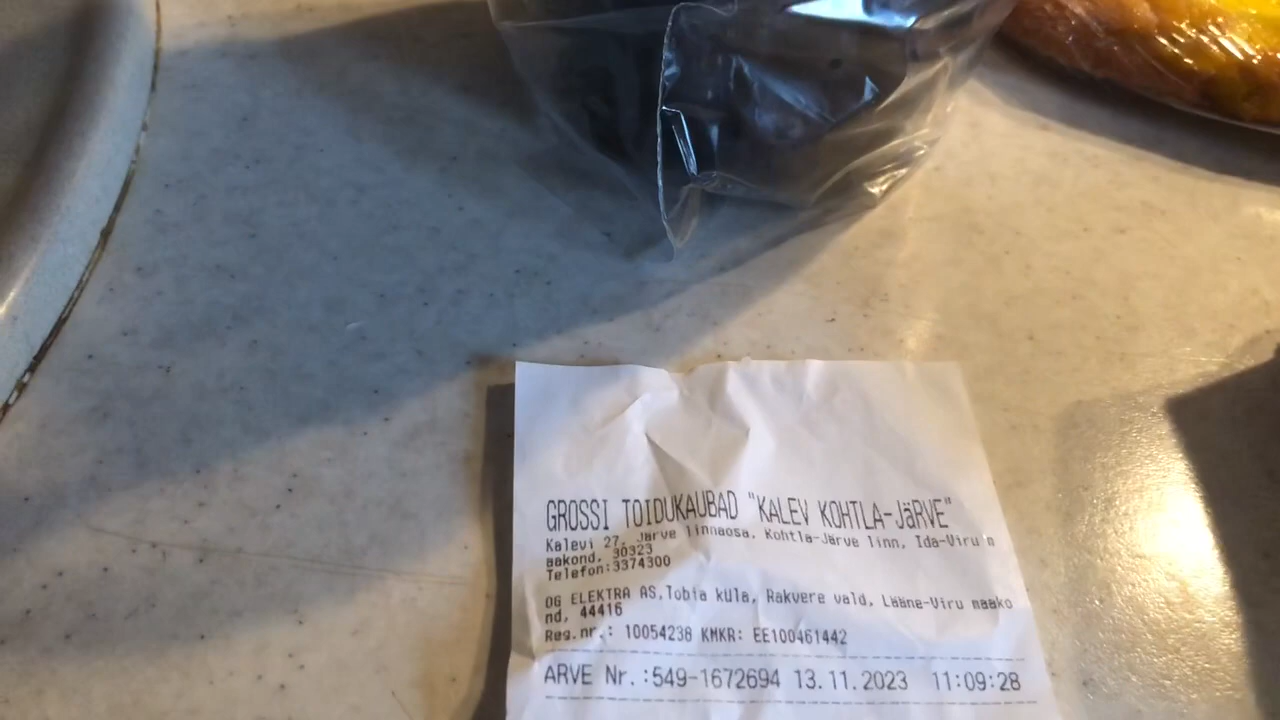 GROSSI TOIDUKAUBAD "KALEV KOHTLA-JäRVE"
Kalevi 27, Järve linnaosa, Kohtla-Järve linn, Ida-Viru m
aakond, 30323
Telefon:3374300
OG ELEKTRA AS,Tobia küla, Rakvere vald, Lääne-Viru maako
nd, 44416
Reg.nr.: 10054238 KMKR: EE100461442
ARVE Nr.:549-1672694 13.11.2023 11:09:28